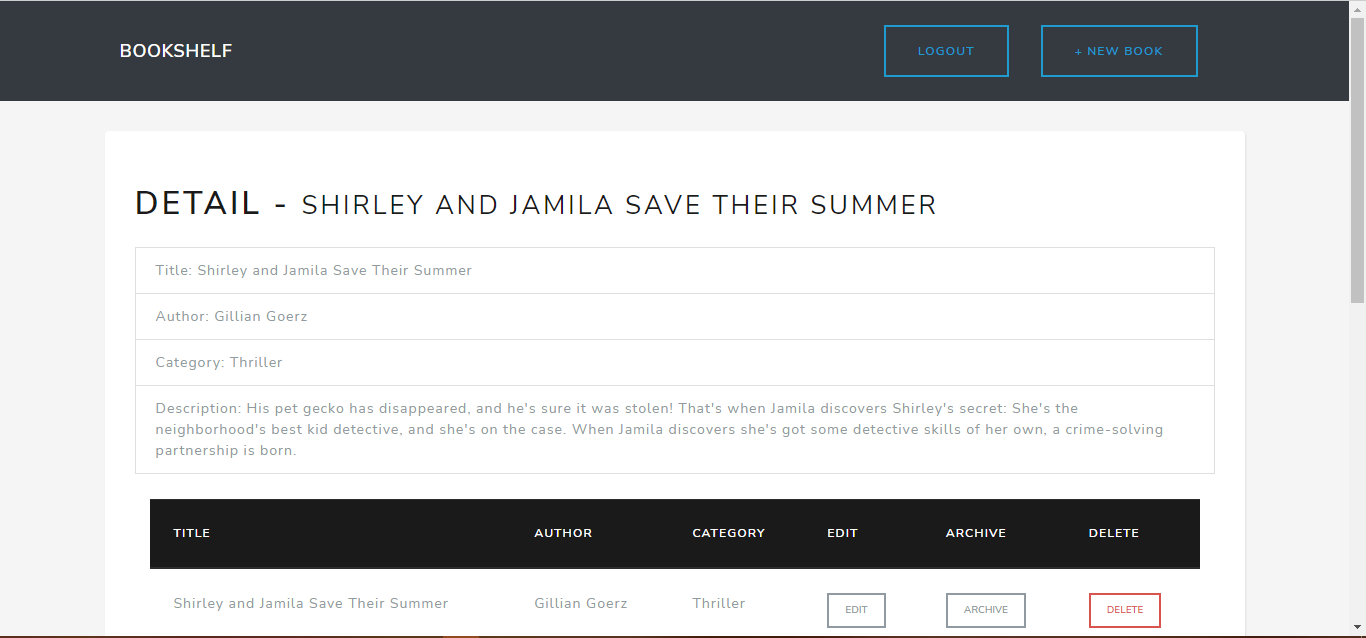 BOOKSHELF
LOGOUT
+ NEW BOOK
DETAIL - SHIRLEY AND JAMILA SAVE THEIR SUMMER
Title: Shirley and Jamila Save Their Summer
Author: Gillian Goerz
Category: Thriller
Description: His pet gecko has disappeared, and he's sure it was stolen! That's when Jamila discovers Shirley's secret: She's the
neighborhood's best kid detective, and she's on the case. When Jamila discovers she's got some detective skills of her own, a crime-solving
partnership is born.
TITLE AUTHOR CATEGORY EDIT ARCHIVE DELETE
Shirley and Jamila Save Their Summer Gillian Goerz Thriller EDIT ARCHIVE DELETE